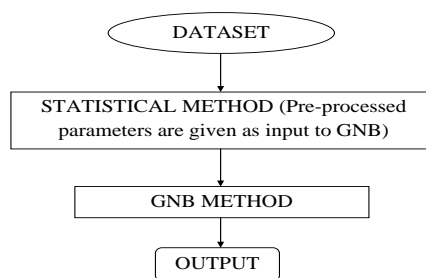 DATASET
STATISTICAL METHOD (Pre-processed
parameters are given as input to GNB)
GNB METHOD
OUTPUT